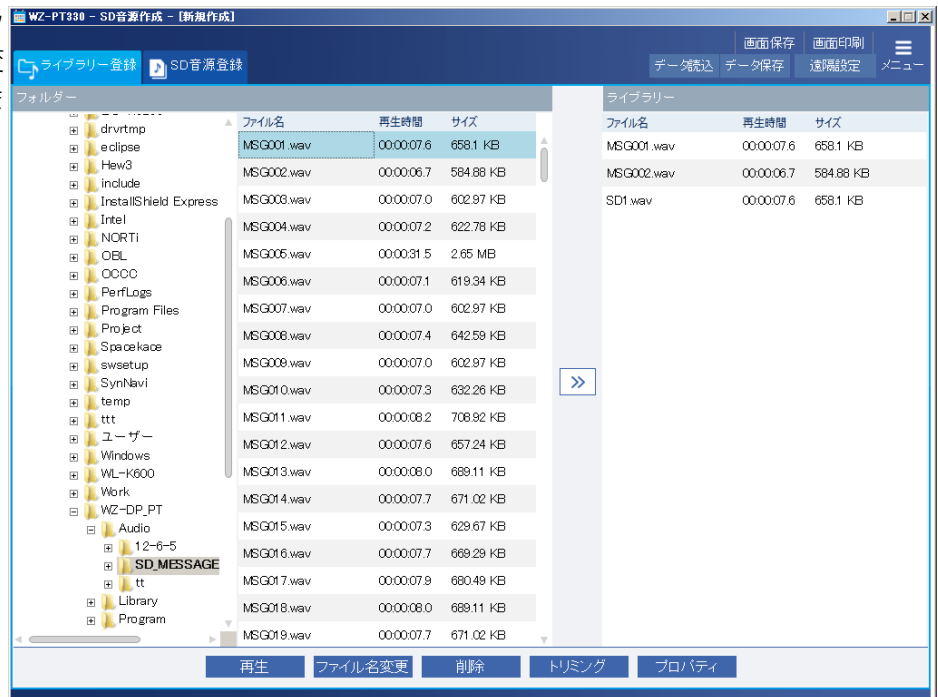 WZ-PT330 - SD音源作成 - [新規作成]
画面保存 画面印刷
ライブラリー登録 SD音源登録 データ読込 データ保存 遠隔設定 メニュー
フォルダー
ライブラリー
drvrtmp
eclipse
Hew3
include
InstallShield Express
Intel
NORTi
OBL
OCCC
PerfLogs
Program Files
Project
Spacekace
swsetup
SynNavi
temp
ttt
ユーザー
Windows
WL-K600
Work
WZ-DP_PT
Audio
12-6-5
SD_MESSAGE
tt
Library
Program
ファイル名 再生時間 サイズ
MSG001.wav 00:00:07.6 658.1 KB
MSG002.wav 00:00:06.7 584.88 KB
MSG003.wav 00:00:07.0 602.97 KB
MSG004.wav 00:00:07.2 622.78 KB
MSG005.wav 00:00:31.5 2.65 MB
MSG006.wav 00:00:07.1 619.34 KB
MSG007.wav 00:00:07.0 602.97 KB
MSG008.wav 00:00:07.4 642.59 KB
MSG009.wav 00:00:07.0 602.97 KB
MSG010.wav 00:00:07.3 632.26 KB
MSG011.wav 00:00:08.2 708.92 KB
MSG012.wav 00:00:07.6 657.24 KB
MSG013.wav 00:00:08.0 689.11 KB
MSG014.wav 00:00:07.7 671.02 KB
MSG015.wav 00:00:07.3 629.67 KB
MSG016.wav 00:00:07.7 669.29 KB
MSG017.wav 00:00:07.9 680.49 KB
MSG018.wav 00:00:08.0 689.11 KB
MSG019.wav 00:00:07.7 671.02 KB
ファイル名 再生時間 サイズ
MSG001.wav 00:00:07.6 658.1 KB
MSG002.wav 00:00:06.7 584.88 KB
SD1.wav 00:00:07.6 658.1 KB
再生 ファイル名変更 削除 トリミング プロパティ